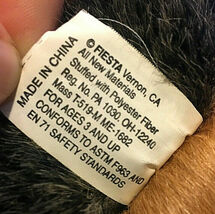 MADE IN CHINA
© FIESTA Vernon, CA
All New Materials
Stuffed with Polyester Fiber
Reg. No. PA 1030, OH-12240
Mass T-519-M ME-1682
FOR AGES 3 AND UP
CONFORMS TO ASTM F963 AND
EN 71 SAFETY STANDARDS